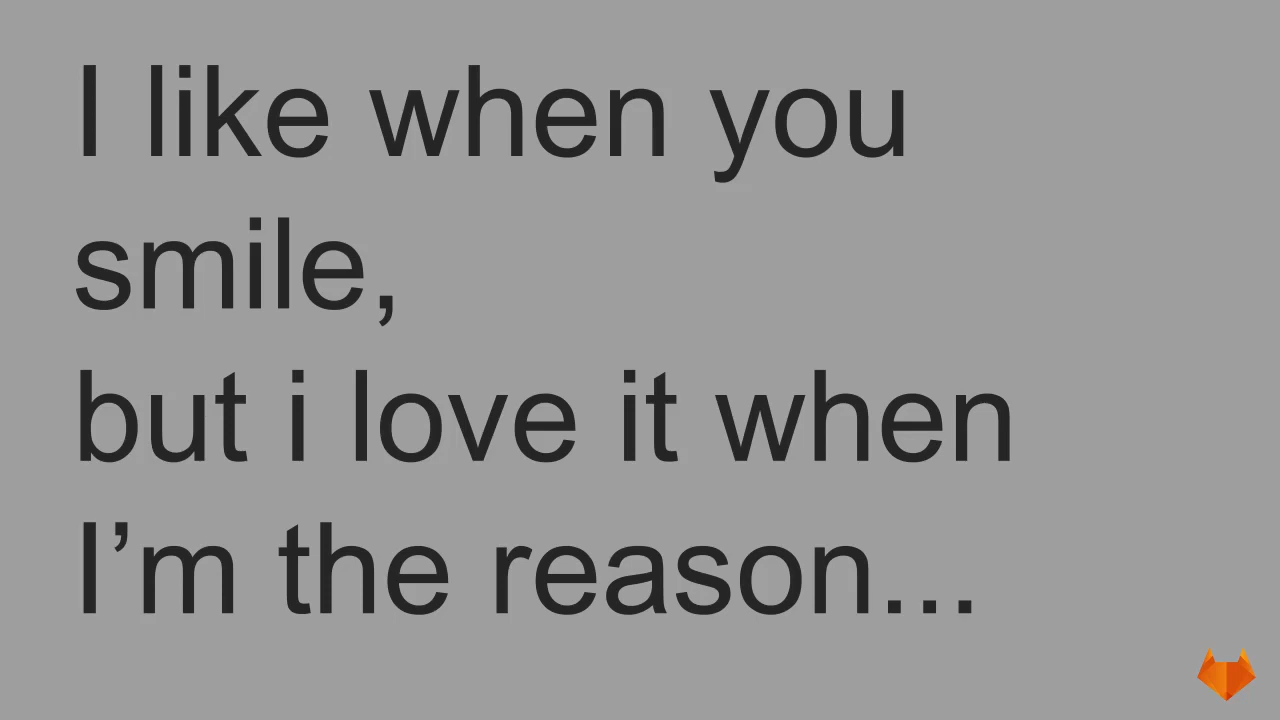 I like when you
smile,
but i love it when
I’m the reason...